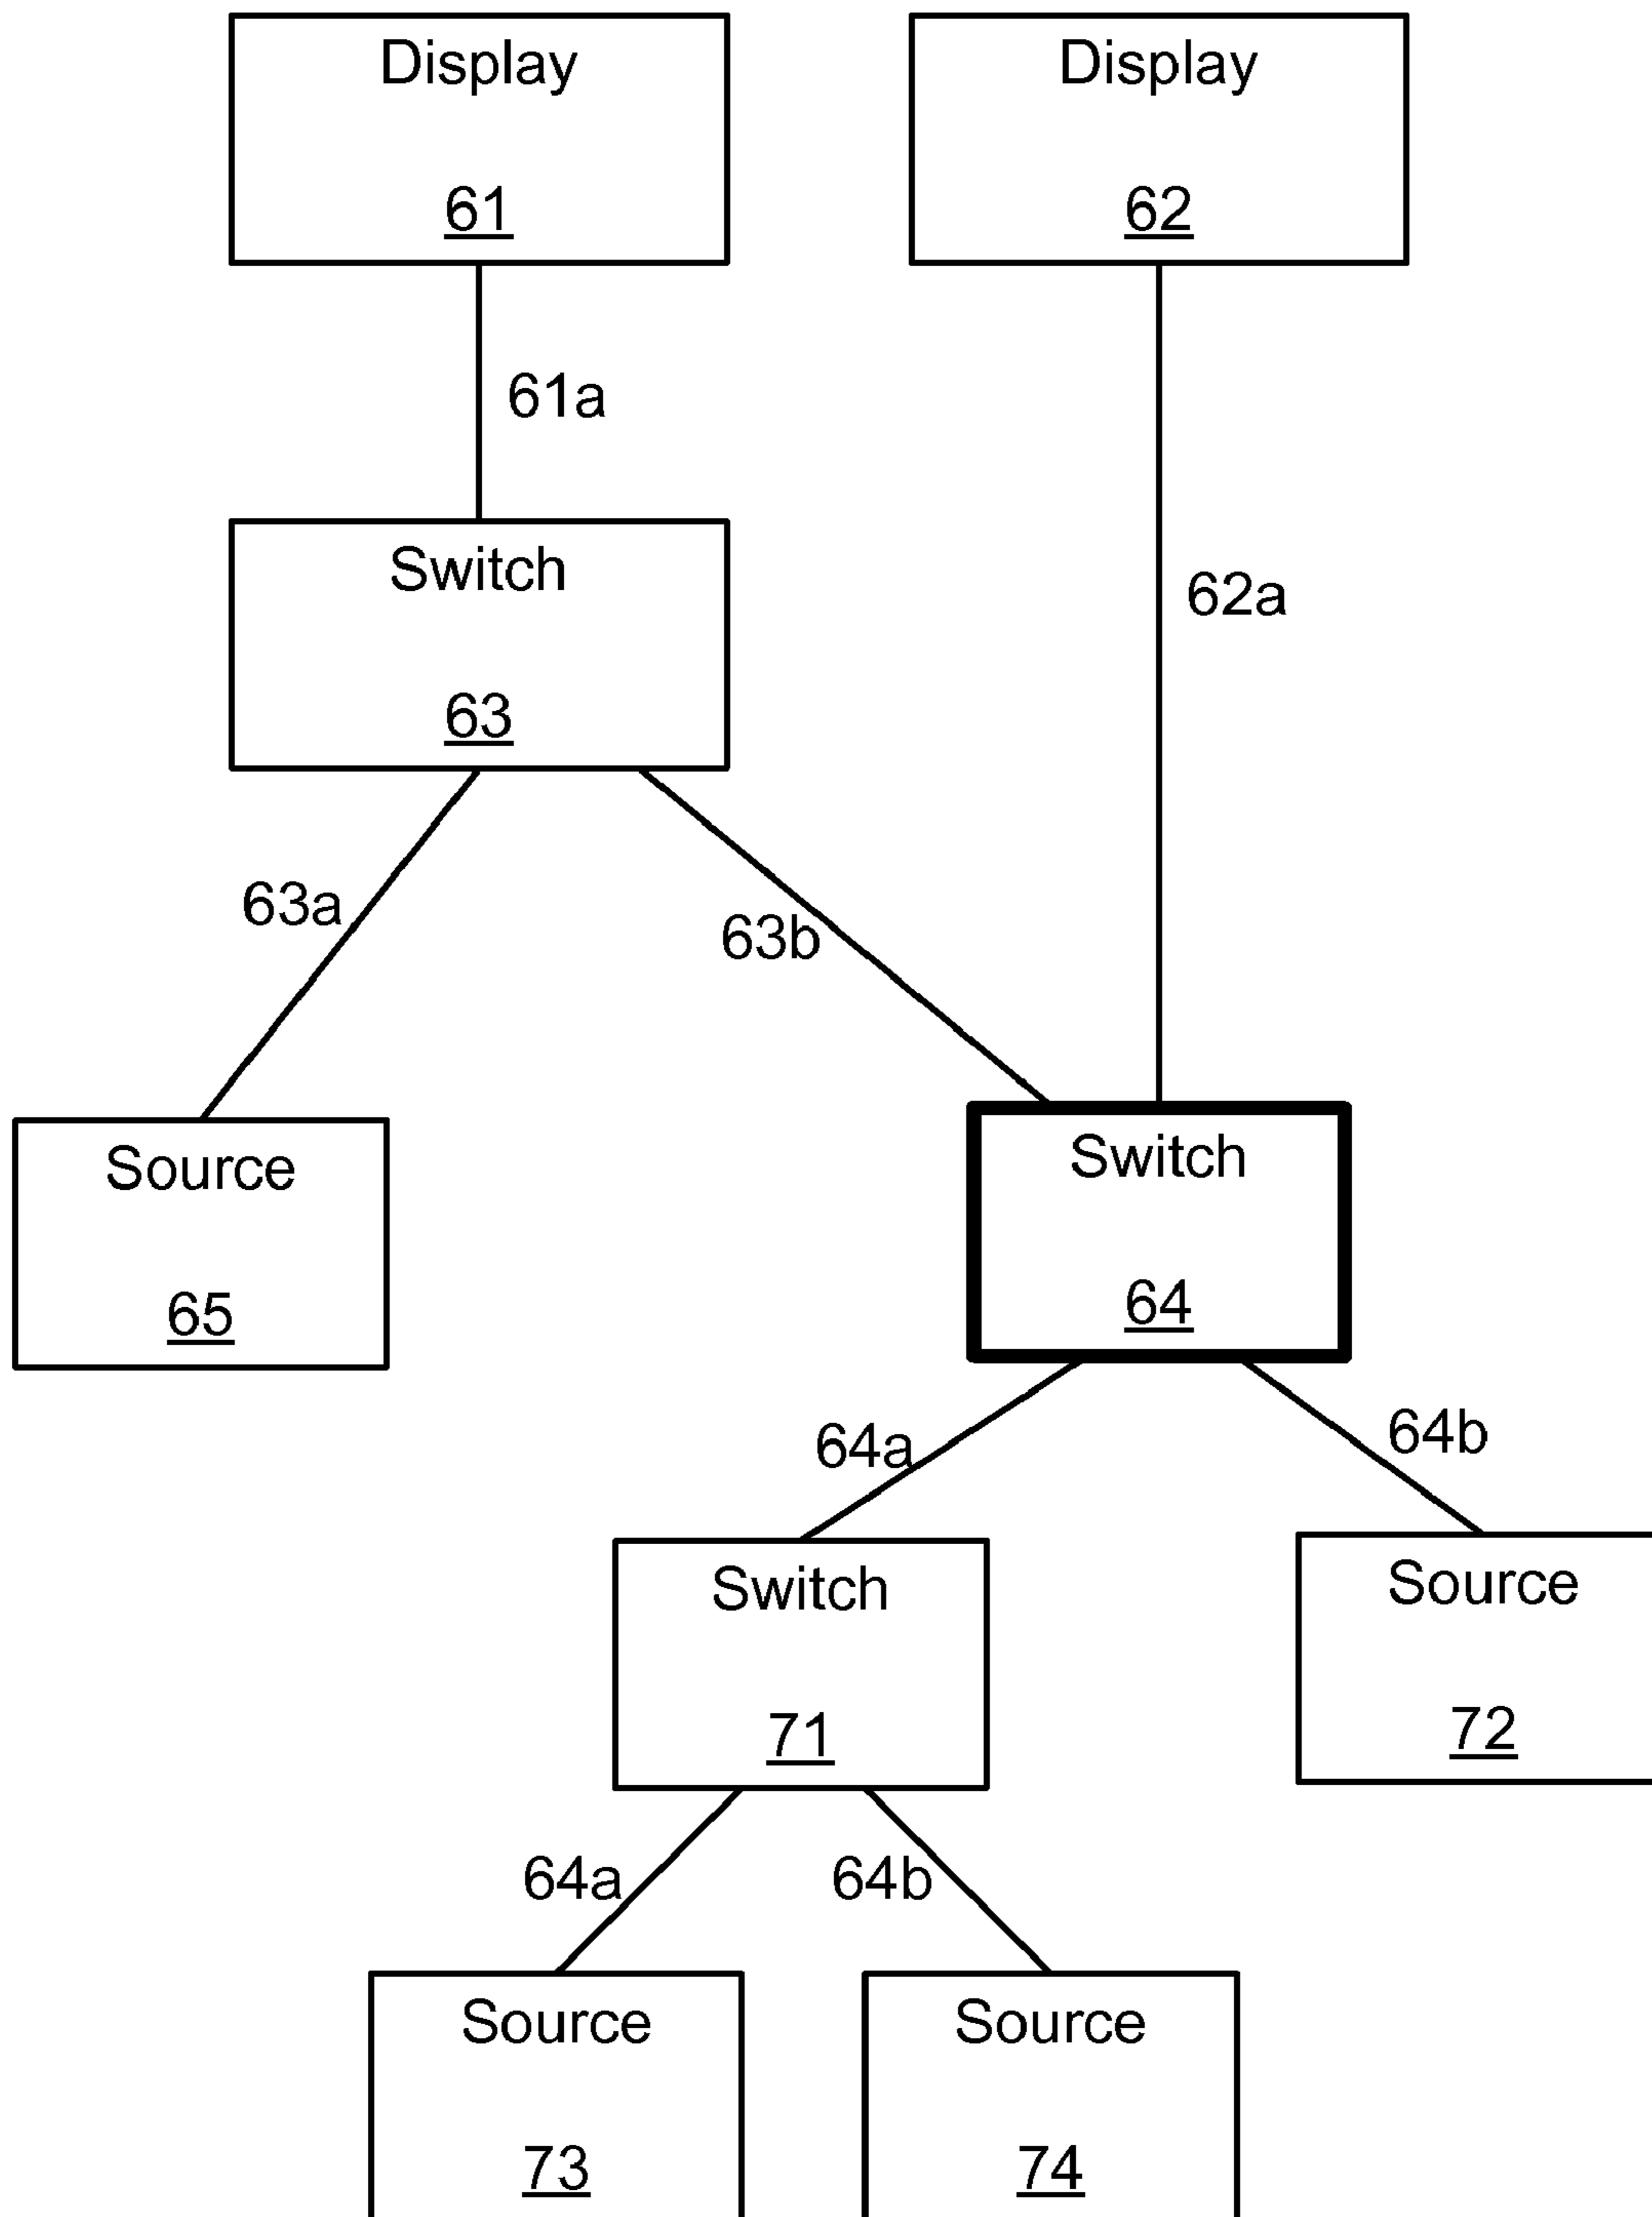 Display
61
Display
62
61a
62a
Switch
63
63a
63b
Source
65
Switch
64
64a
64b
Switch
71
Source
72
64a
64b
Source
73
Source
74